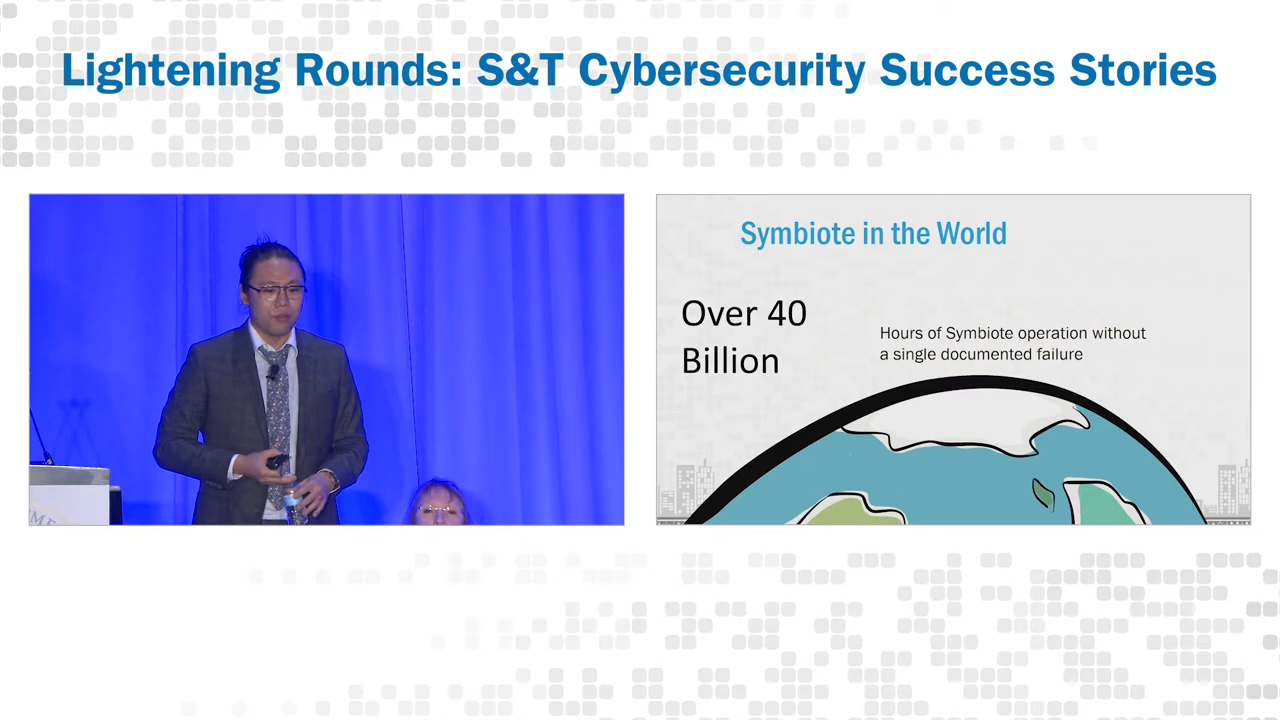 Lightening Rounds: S&T Cybersecurity Success Stories
Symbiote in the World
Over 40
Billion
Hours of Symbiote operation without
a single documented failure